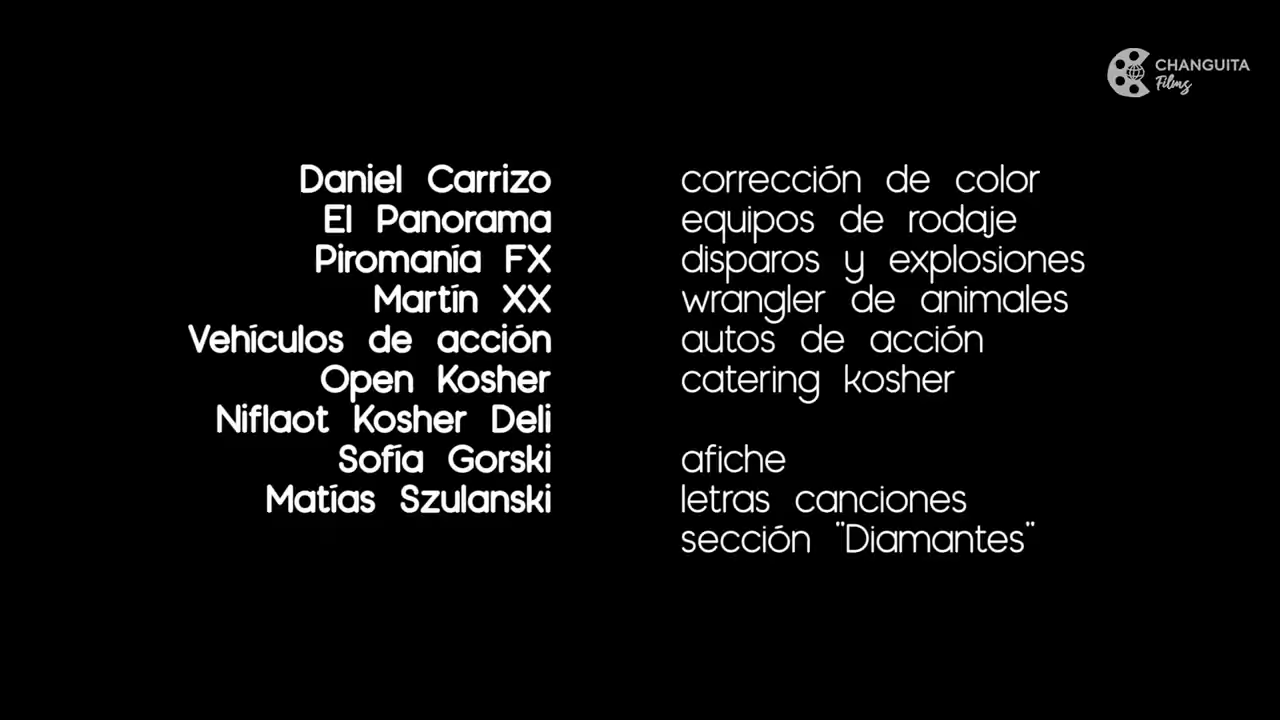 CHANGUITA
Films
Daniel Carrizo corrección de color
El Panorama equipos de rodaje
Piromanía FX disparos y explosiones
Martín XX wrangler de animales
Vehículos de acción autos de acción
Open Kosher catering kosher
Niflaot Kosher Deli
Sofía Gorski afiche
Matías Szulanski letras canciones
sección "Diamantes"